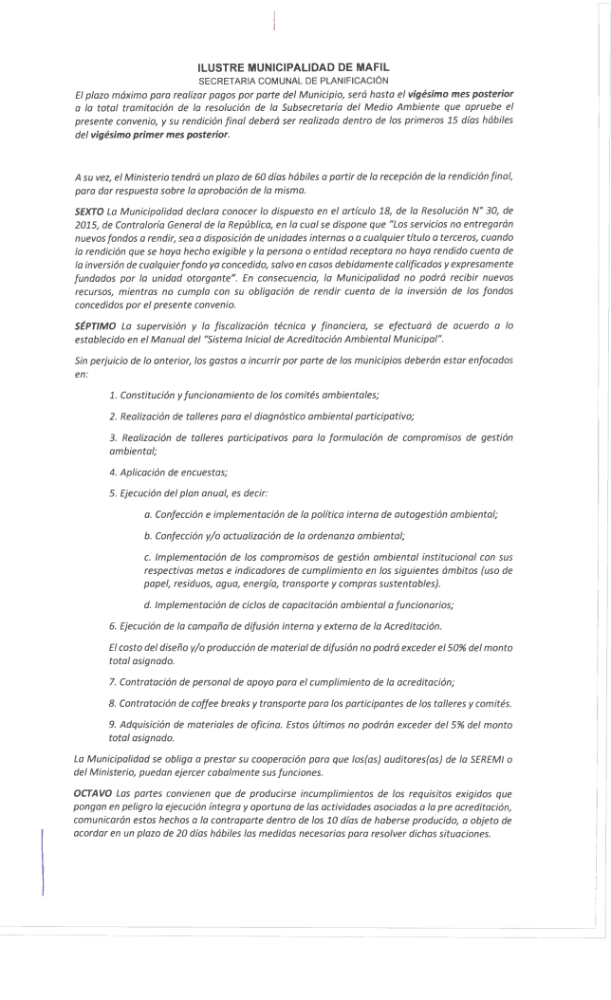 ILUSTRE MUNICIPALIDAD DE MAFIL
SECRETARIA COMUNAL DE PLANIFICACIÓN
El plazo máximo para realizar pagos por parte del Municipio, será hasta el vigésimo mes posterior
a la total tramitación de la resolución de la Subsecretaría del Medio Ambiente que apruebe el
presente convenio, y su rendición final deberá ser realizada dentro de los primeros 15 días hábiles
del vigésimo primer mes posterior.
A su vez, el Ministerio tendrá un plazo de 60 días hábiles a partir de la recepción de la rendición final,
para dar respuesta sobre la aprobación de la misma.
SEXTO La Municipalidad declara conocer lo dispuesto en el artículo 18, de la Resolución N° 30, de
2015, de Contraloría General de la República, en la cual se dispone que “Los servicios no entregarán
nuevos fondos a rendir, sea a disposición de unidades internas o a cualquier título a terceros, cuando
la rendición que se haya hecho exigible y la persona o entidad receptora no haya rendido cuenta de
la inversión de cualquier fondo ya concedido, salvo en casos debidamente calificados y expresamente
fundados por la unidad otorgante”. En consecuencia, la Municipalidad no podrá recibir nuevos
recursos, mientras no cumpla con su obligación de rendir cuenta de la inversión de los fondos
concedidos por el presente convenio.
SÉPTIMO La supervisión y la fiscalización técnica y financiera, se efectuará de acuerdo a lo
establecido en el Manual del “Sistema Inicial de Acreditación Ambiental Municipal”.
Sin perjuicio de lo anterior, los gastos a incurrir por parte de los municipios deberán estar enfocados
en:
1. Constitución y funcionamiento de los comités ambientales;
2. Realización de talleres para el diagnóstico ambiental participativo;
3. Realización de talleres participativos para la formulación de compromisos de gestión
ambiental;
4. Aplicación de encuestas;
5. Ejecución del plan anual, es decir:
a. Confección e implementación de la política interna de autogestión ambiental;
b. Confección y/o actualización de la ordenanza ambiental;
c. Implementación de los compromisos de gestión ambiental institucional con sus
respectivas metas e indicadores de cumplimiento en los siguientes ámbitos (uso de
papel, residuos, agua, energía, transporte y compras sustentables).
d. Implementación de ciclos de capacitación ambiental a funcionarios;
6. Ejecución de la campaña de difusión interna y externa de la Acreditación.
El costo del diseño y/o producción de material de difusión no podrá exceder el 50% del monto
total asignado.
7. Contratación de personal de apoyo para el cumplimiento de la acreditación;
8. Contratación de coffee breaks y transporte para los participantes de los talleres y comités.
9. Adquisición de materiales de oficina. Estos últimos no podrán exceder del 5% del monto
total asignado.
La Municipalidad se obliga a prestar su cooperación para que los(as) auditores(as) de la SEREMI o
del Ministerio, puedan ejercer cabalmente sus funciones.
OCTAVO Las partes convienen que de producirse incumplimientos de los requisitos exigidos que
pongan en peligro la ejecución íntegra y oportuna de las actividades asociadas a la pre acreditación,
comunicarán estos hechos a la contraparte dentro de los 10 días de haberse producido, a objeto de
acordar en un plazo de 20 días hábiles las medidas necesarias para resolver dichas situaciones.